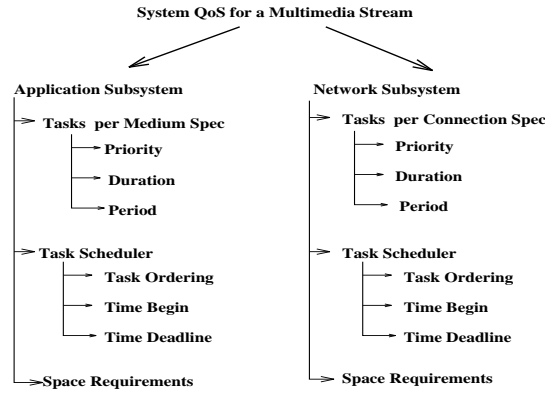 System QoS for a Multimedia Stream
Application Subsystem
Tasks per Medium Spec
Priority
Duration
Period
Task Scheduler
Task Ordering
Time Begin
Time Deadline
Space Requirements
Network Subsystem
Tasks per Connection Spec
Priority
Duration
Period
Task Scheduler
Task Ordering
Time Begin
Time Deadline
Space Requirements